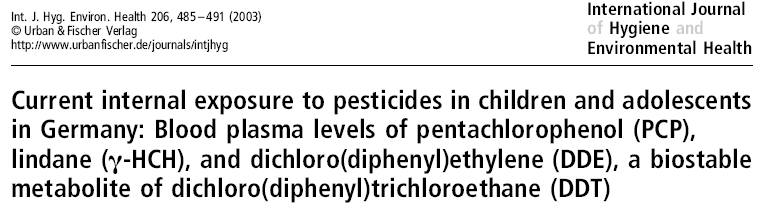 Int. J. Hyg. Environ. Health 206, 485–491 (2003)
© Urban & Fischer Verlag
http://www.urbanfischer.de/journals/intjhyg
International Journal
of Hygiene and
Environmental Health
Current internal exposure to pesticides in children and adolescents
in Germany: Blood plasma levels of pentachlorophenol (PCP),
lindane (γ-HCH), and dichloro(diphenyl)ethylene (DDE), a biostable
metabolite of dichloro(diphenyl)trichloroethane (DDT)